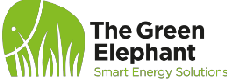 The Green
Elephant
Smart Energy Solutions